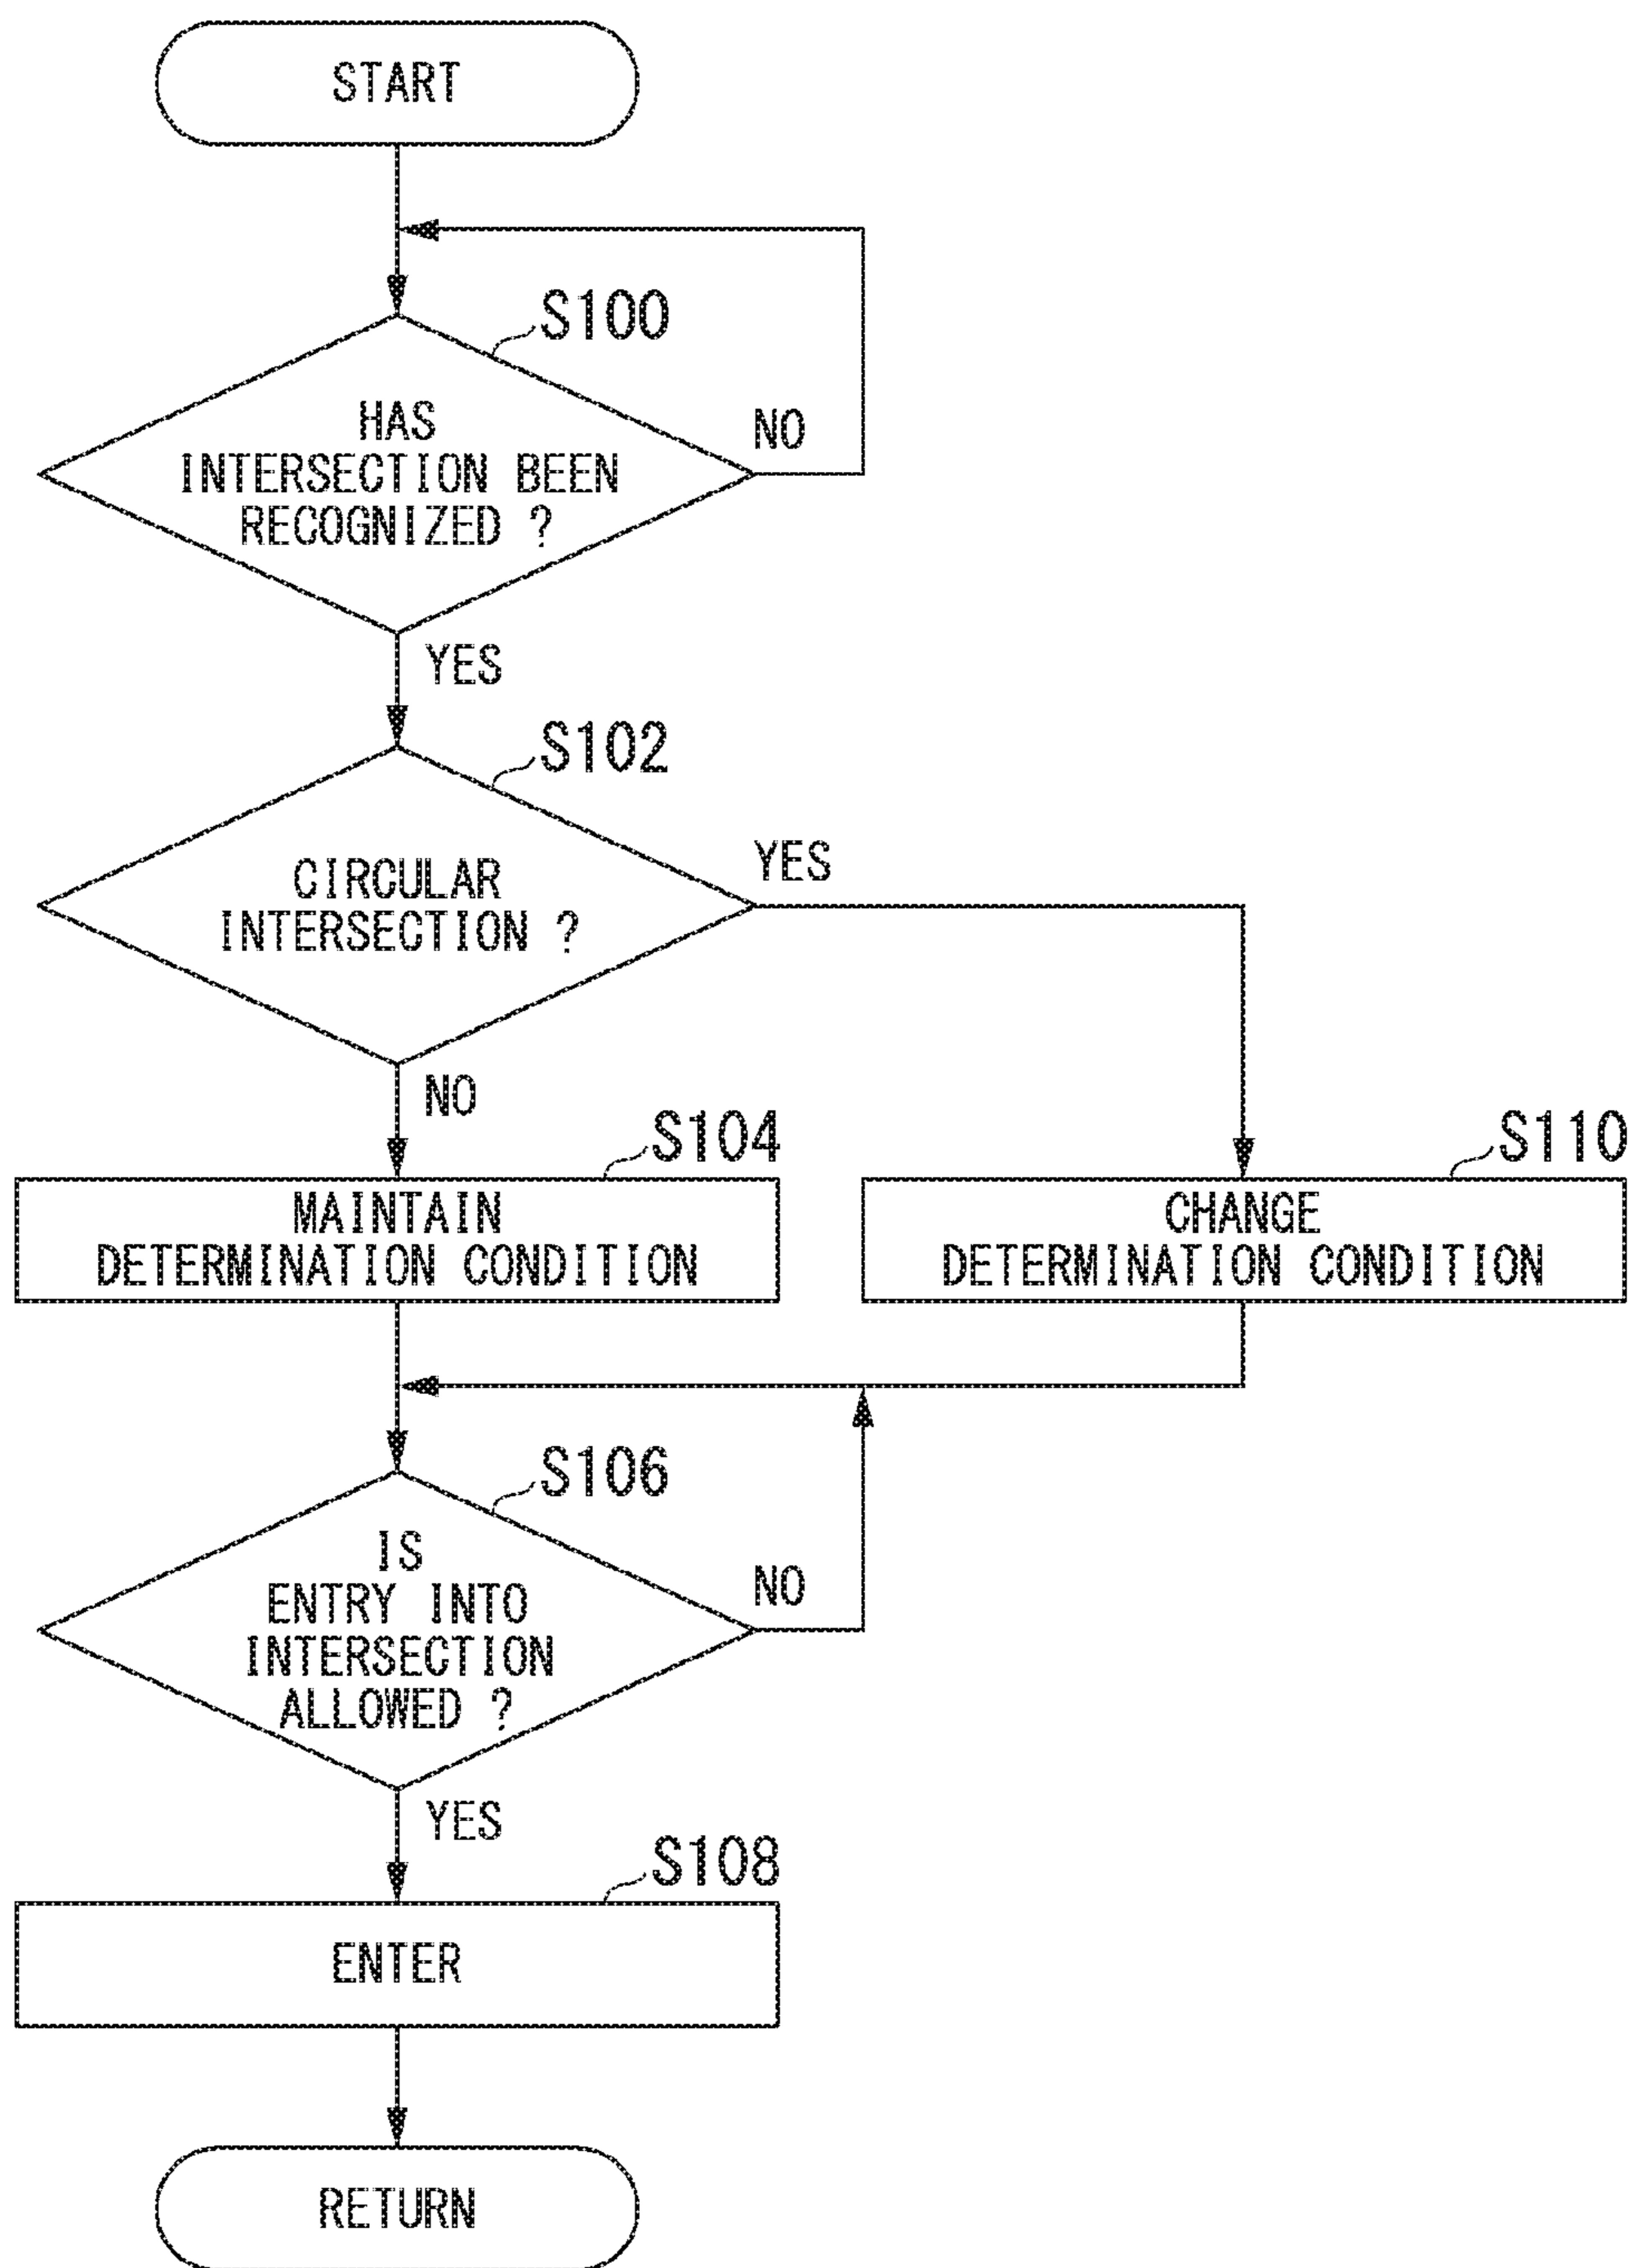 START
S100
HAS
INTERSECTION BEEN
RECOGNIZED ?
NO
YES
S102
CIRCULAR
INTERSECTION ?
YES
NO
S104
MAINTAIN
DETERMINATION CONDITION
S110
CHANGE
DETERMINATION CONDITION
S106
IS
ENTRY INTO
INTERSECTION
ALLOWED ?
NO
YES
S108
ENTER
RETURN